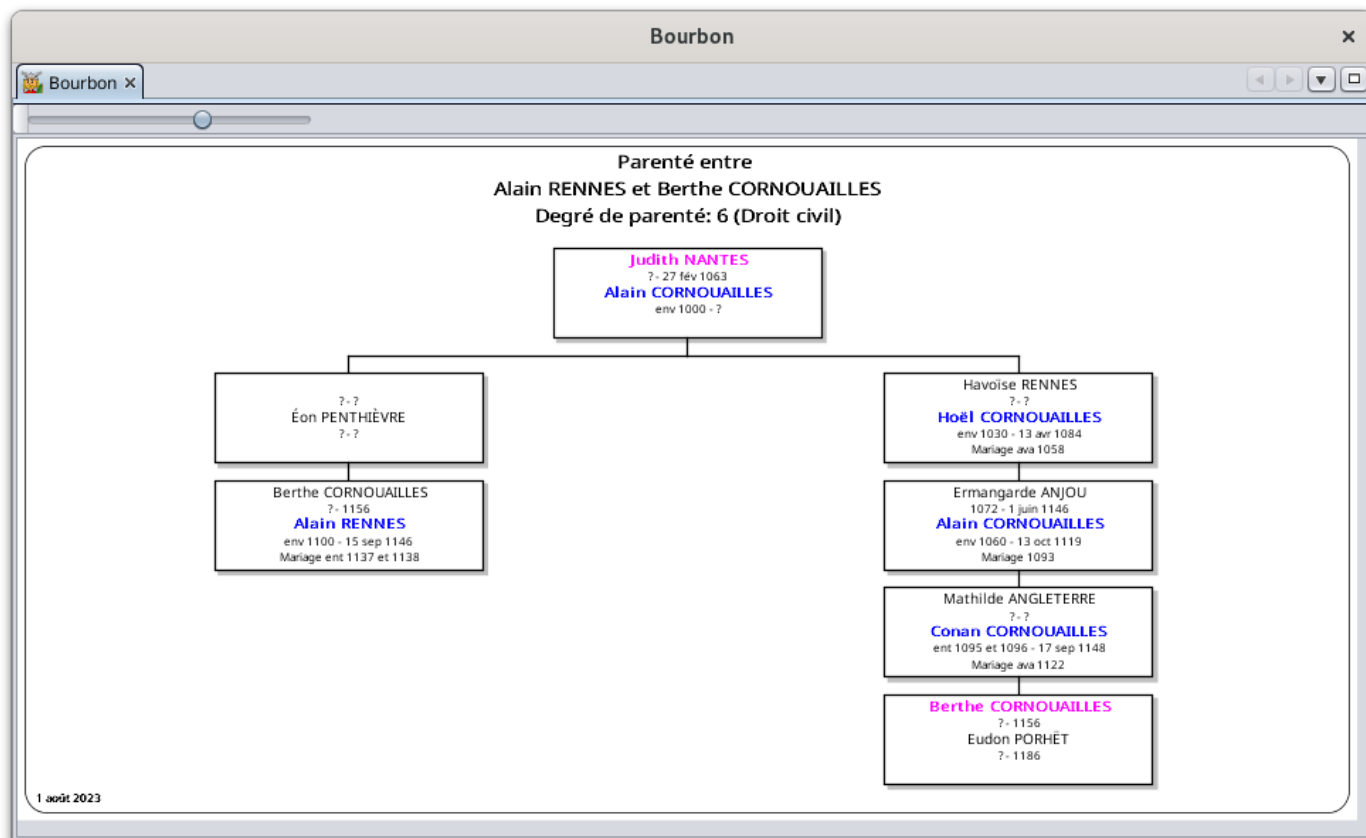 Bourbon
Bourbon
Parenté entre
Alain RENNES et Berthe CORNOUAILLES
Degré de parenté: 6 (Droit civil)
Judith NANTES
? - 27 fév 1063
Alain CORNOUAILLES
env 1000 - ?
? - ?
Éon PENTHIÈVRE
? - ?
Havoïse RENNES
? - ?
Hoël CORNOUAILLES
env 1030 - 13 avr 1084
Mariage ava 1058
Berthe CORNOUAILLES
? - 1156
Alain RENNES
env 1100 - 15 sep 1146
Mariage ent 1137 et 1138
Ermangarde ANJOU
1072 - 1 juin 1146
Alain CORNOUAILLES
env 1060 - 13 oct 1119
Mariage 1093
Mathilde ANGLETERRE
? - ?
Conan CORNOUAILLES
ent 1095 et 1096 - 17 sep 1148
Mariage ava 1122
Berthe CORNOUAILLES
? - 1156
Eudon PORHËT
? - 1186
1 août 2023